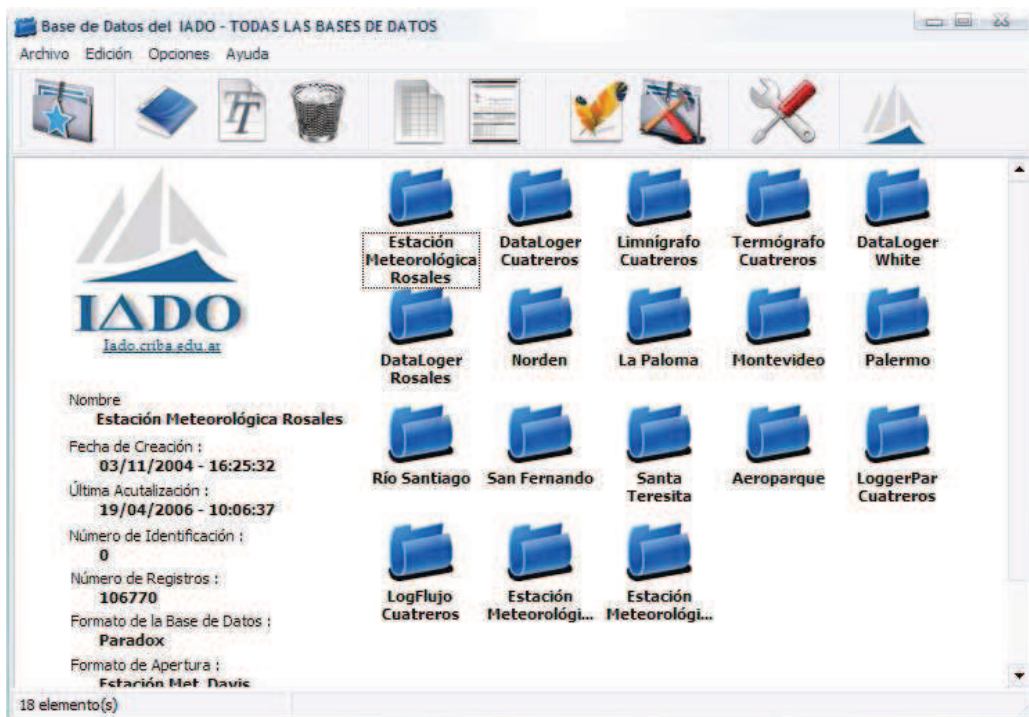 Base de Datos del IADO - TODAS LAS BASES DE DATOS
Archivo Edición Opciones Ayuda
IADO
Iado.criba.edu.ar
Nombre
Estación Meteorológica Rosales
Fecha de Creación :
03/11/2004 - 16:25:32
Última Acutalización :
19/04/2006 - 10:06:37
Número de Identificación :
0
Número de Registros :
106770
Formato de la Base de Datos :
Paradox
Formato de Apertura :
Estación Met. Davis
Estación
Meteorológica
Rosales
DataLoger
Cuatreros
Limnígrafo
Cuatreros
Termógrafo
Cuatreros
DataLoger
White
DataLoger
Rosales
Norden
La Paloma
Montevideo
Palermo
Río Santiago
San Fernando
Santa
Teresita
Aeroparque
LoggerPar
Cuatreros
LogFlujo
Cuatreros
Estación
Meteorológi...
Estación
Meteorológi...
18 elemento(s)